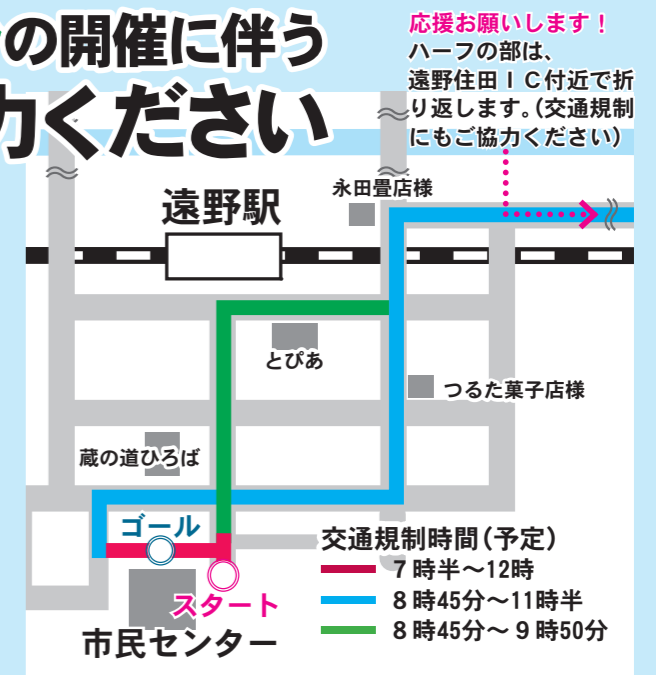 の開催に伴う
力ください
応援お願いします!
ハーフの部は、
遠野住田IC付近で折
り返します。(交通規制
にもご協力ください)
永田畳店様
遠野駅
とぴあ
つるた菓子店様
蔵の道ひろば
ゴール
スタート
市民センター
交通規制時間(予定)
7時半~12時
8時45分~11時半
8時45分~9時50分